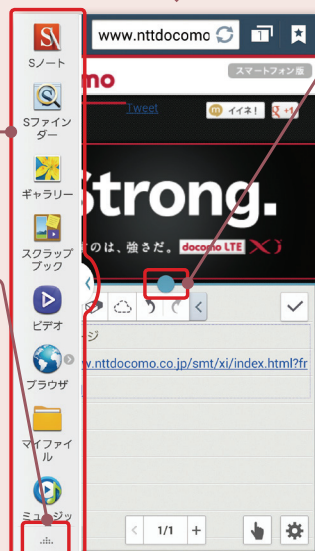 Sノート
Sファイン
ダー
ギャラリー
スクラップ
ブック
ビデオ
ブラウザ
マイファイ
ル
ミュージッ
www.nttdocomo
1
スマートフォン版
mo
Tweet
イイネ!
+1
Strong.
のは、強さだ。 docomo LTE Xi
ージ
w.nttdocomo.co.jp/smt/xi/index.html?fr
1/1